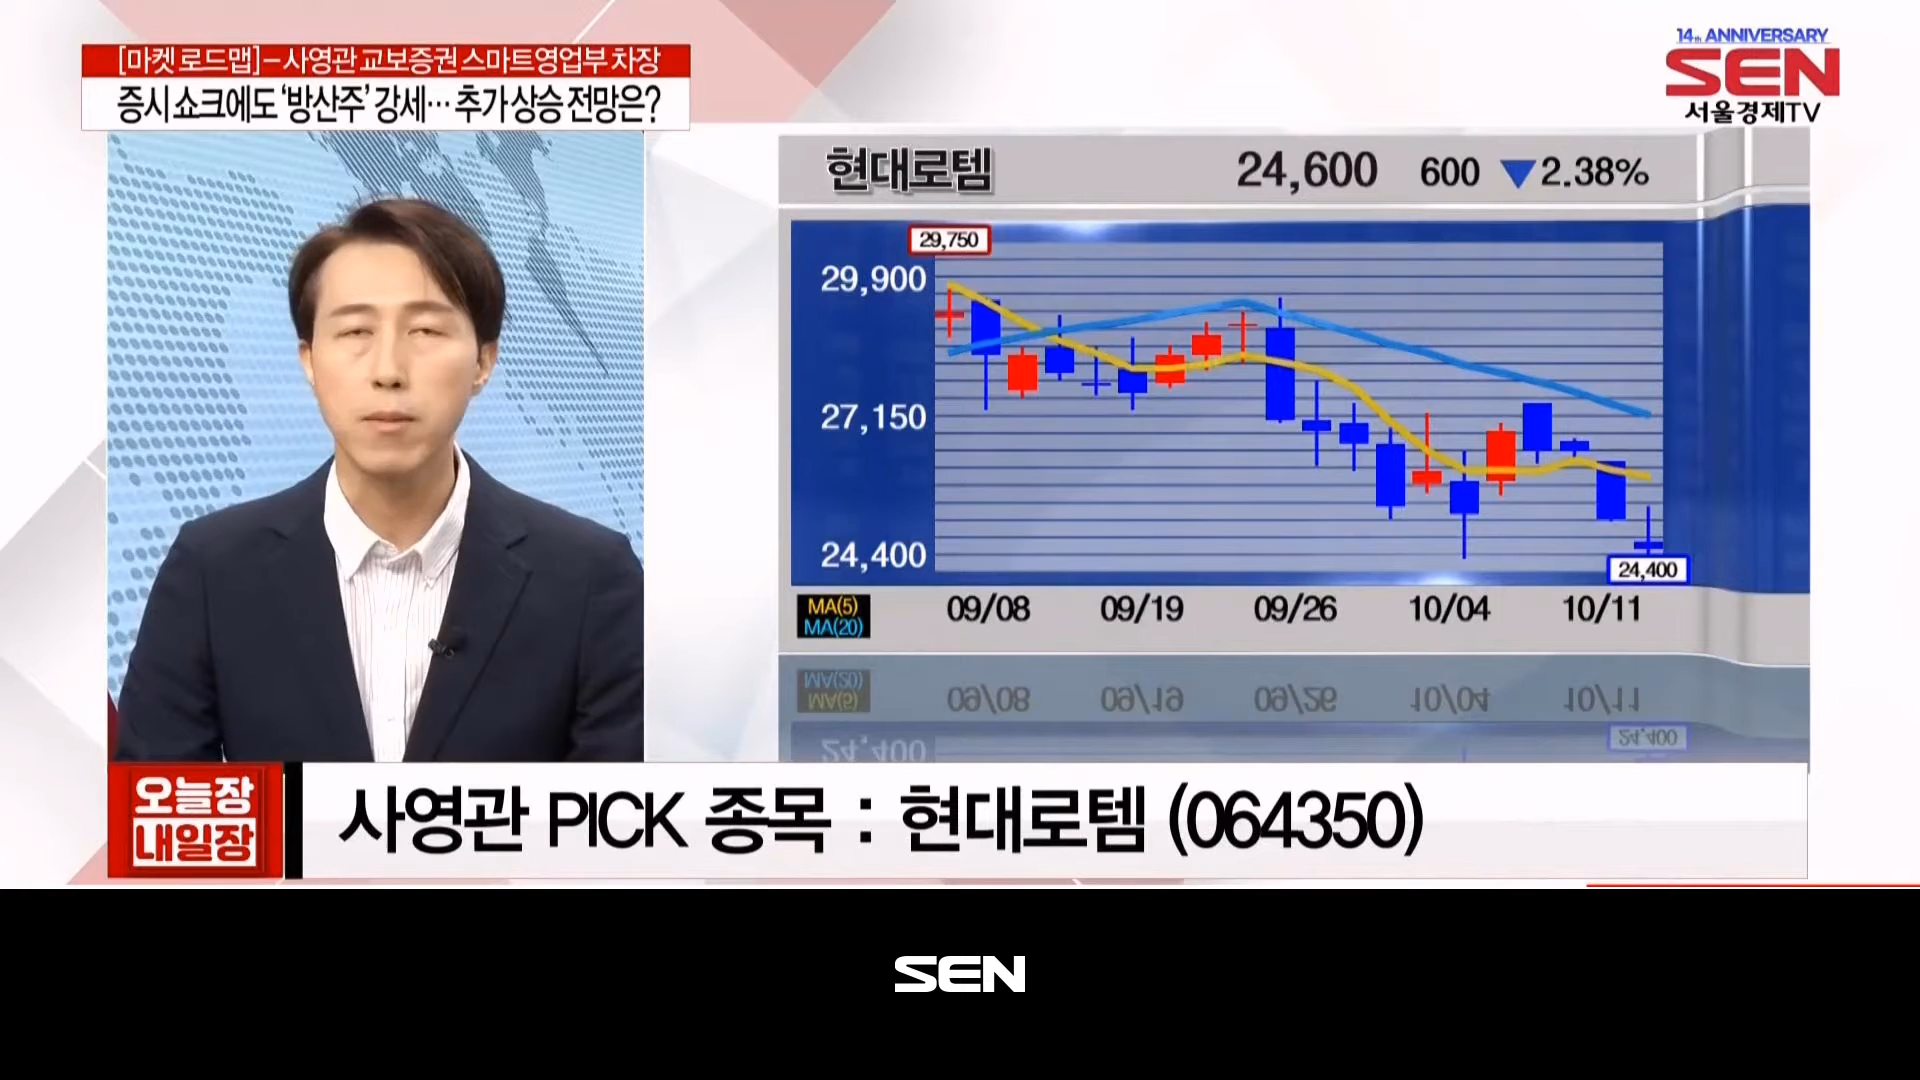 [마켓 로드맵] - 사영관 교보증권 스마트영업부 차장
증시 쇼크에도 '방산주' 강세… 추가 상승 전망은?
14th ANNIVERSARY
SEN
서울경제TV
현대로템 24,600 600 ▼2.38%
29,750
29,900
27,150
24,400
24,400
MA(5)
MA(20)
09/08 09/19 09/26 10/04 10/11
오늘장
내일장
사영관 PICK 종목 : 현대로템 (064350)
SEN